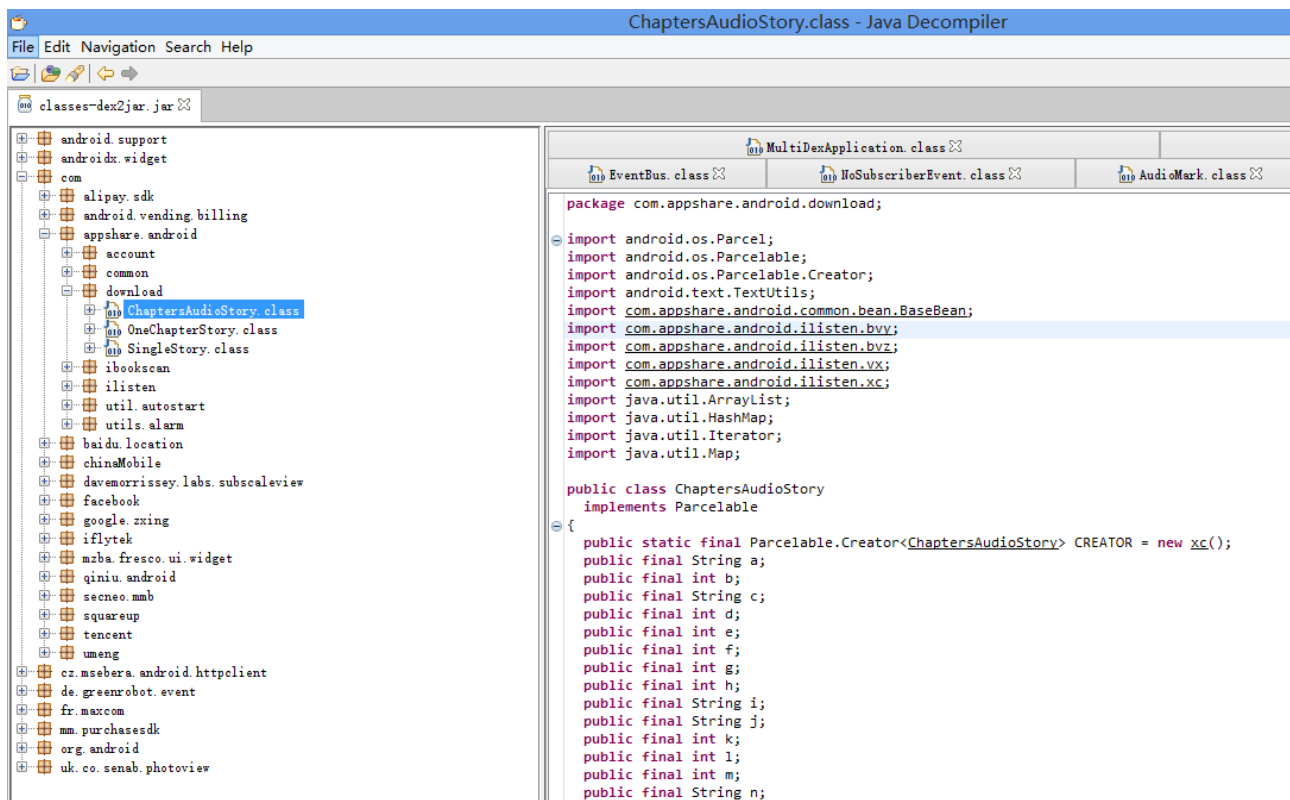 ChaptersAudioStory.class - Java Decompiler
File Edit Navigation Search Help
classes-dex2jar.jar
android.support
androidx.widget
com
alipay.sdk
android.vending.billing
appshare.android
account
common
download
ChaptersAudioStory.class
OneChapterStory.class
SingleStory.class
ibookscan
ilisten
util.autostart
utils.alarm
baidu.location
chinaMobile
davemorrissey.labs.subscaleview
facebook
google.zxing
iflytek
mzba.fresco.ui.widget
qiniu.android
secneo.mmb
squareup
tencent
umeng
cz.msebera.android.httpclient
de.greenrobot.event
fr.maxcom
mm.purchasesdk
org.android
uk.co.senab.photoview
MultiDexApplication.class
EventBus.class NoSubscriberEvent.class AudioMark.class
package com.appshare.android.download;
import android.os.Parcel;
import android.os.Parcelable;
import android.os.Parcelable.Creator;
import android.text.TextUtils;
import com.appshare.android.common.bean.BaseBean;
import com.appshare.android.ilisten.bvy;
import com.appshare.android.ilisten.bvz;
import com.appshare.android.ilisten.vx;
import com.appshare.android.ilisten.xc;
import java.util.ArrayList;
import java.util.HashMap;
import java.util.Iterator;
import java.util.Map;
public class ChaptersAudioStory
implements Parcelable
{
public static final Parcelable.Creator<ChaptersAudioStory> CREATOR = new xc();
public final String a;
public final int b;
public final String c;
public final int d;
public final int e;
public final int f;
public final int g;
public final int h;
public final String i;
public final String j;
public final int k;
public final int l;
public final int m;
public final String n;